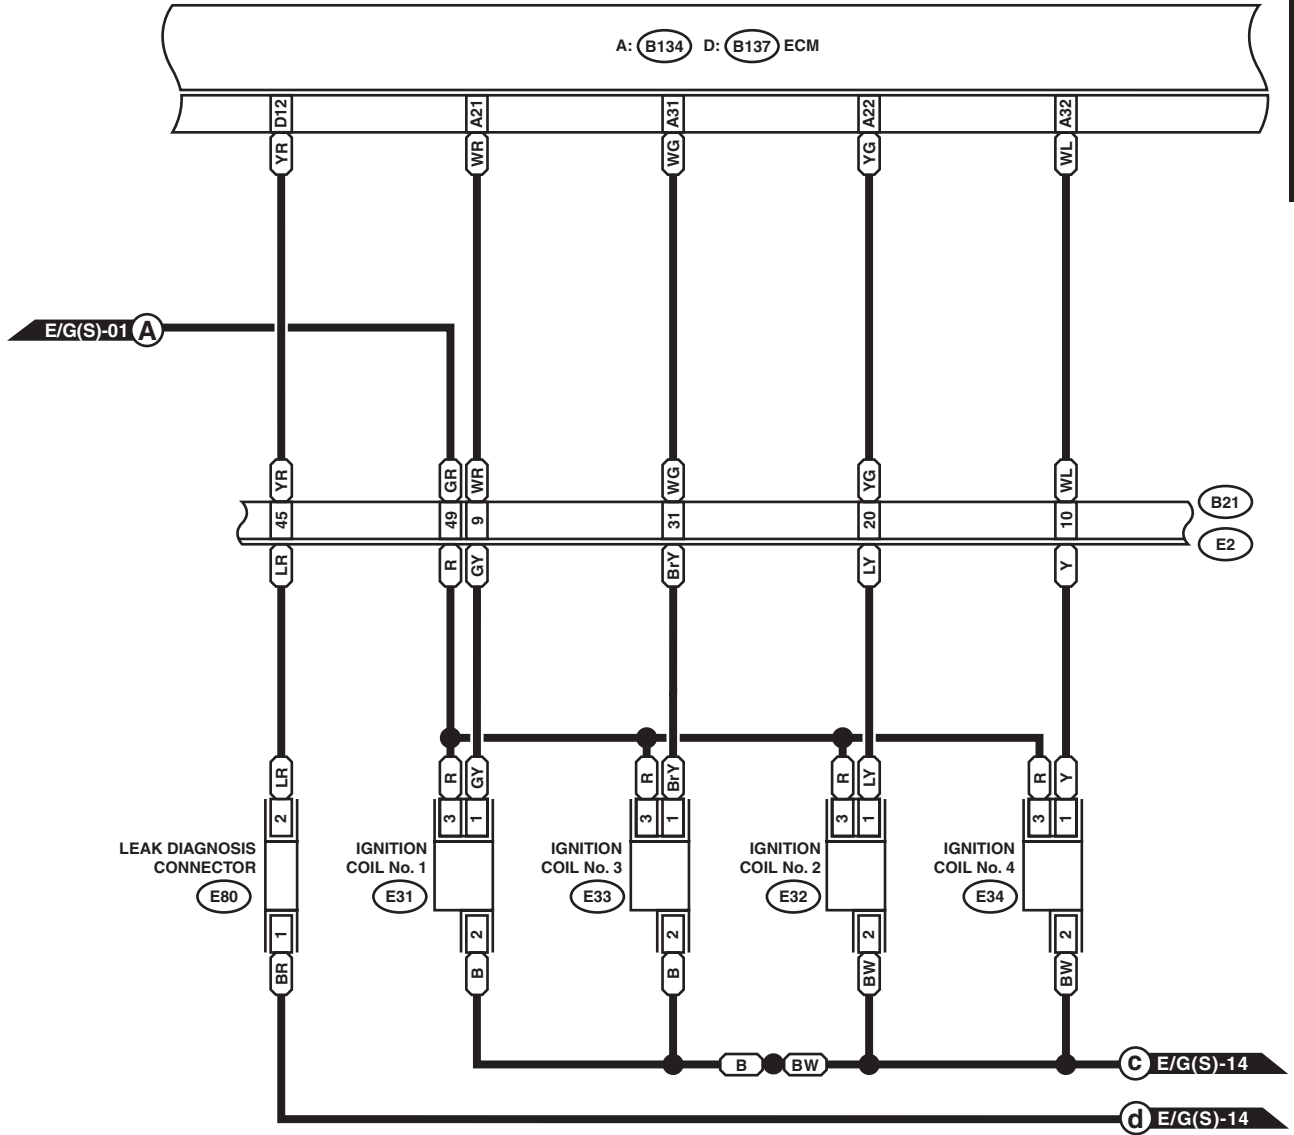 A: B134 D: B137 ECM
D12 A21 A31 A22 A32
YR WR WG YG WL
E/G(S)-01 A
YR GR WR WG YG WL
B21
45 49 9 31 20 10
E2
LR R GY BrY LY Y
LR R GY R BrY R LY R Y
2 3 1 3 1 3 1 3 1
LEAK DIAGNOSIS
CONNECTOR
E80
IGNITION
COIL No. 1
E31
IGNITION
COIL No. 3
E33
IGNITION
COIL No. 2
E32
IGNITION
COIL No. 4
E34
1 2 2 2 2
BR B B BW BW
B BW
c E/G(S)-14
d E/G(S)-14